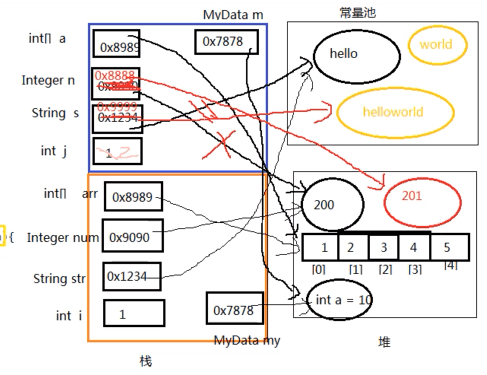 MyData m
常量池
int[] a
0x8989
0x7878
hello
world
Integer n
0x8888
helloworld
String s
0x9999
0x1234
int j
1
int[] arr
0x8989
200
201
{
Integer num
0x9090
1 2 3 4 5
[0] [1] [2] [3] [4]
String str
0x1234
int i
1
0x7878
int a = 10
MyData my
堆
栈